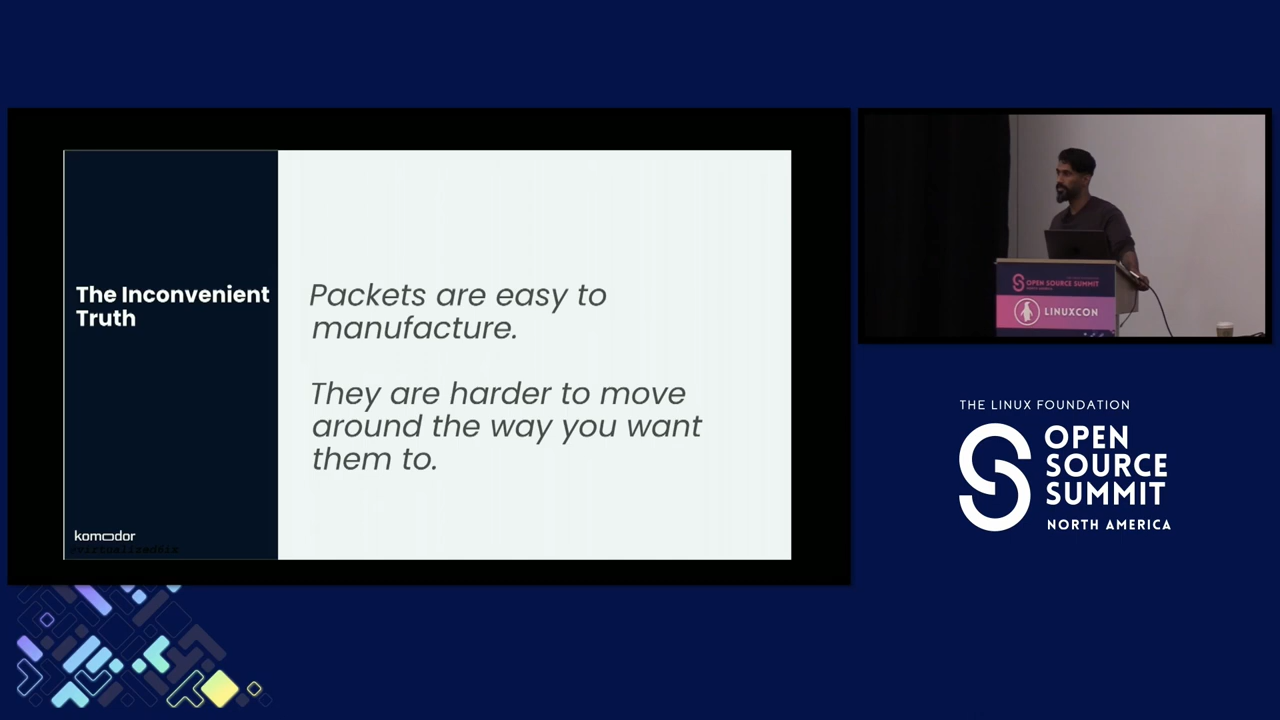 The Inconvenient
Truth
Packets are easy to
manufacture.
They are harder to move
around the way you want
them to.
komodor
OPEN SOURCE SUMMIT
LINUXCON
THE LINUX FOUNDATION
OPEN
SOURCE
SUMMIT
NORTH AMERICA